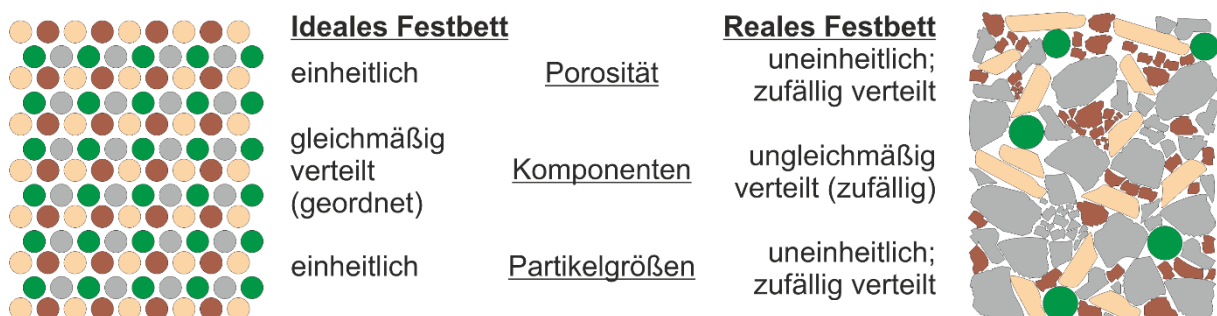 Ideales Festbett
Reales Festbett
einheitlich
Porosität
uneinheitlich;
zufällig verteilt
gleichmäßig
verteilt
(geordnet)
Komponenten
ungleichmäßig
verteilt (zufällig)
einheitlich
Partikelgrößen
uneinheitlich;
zufällig verteilt